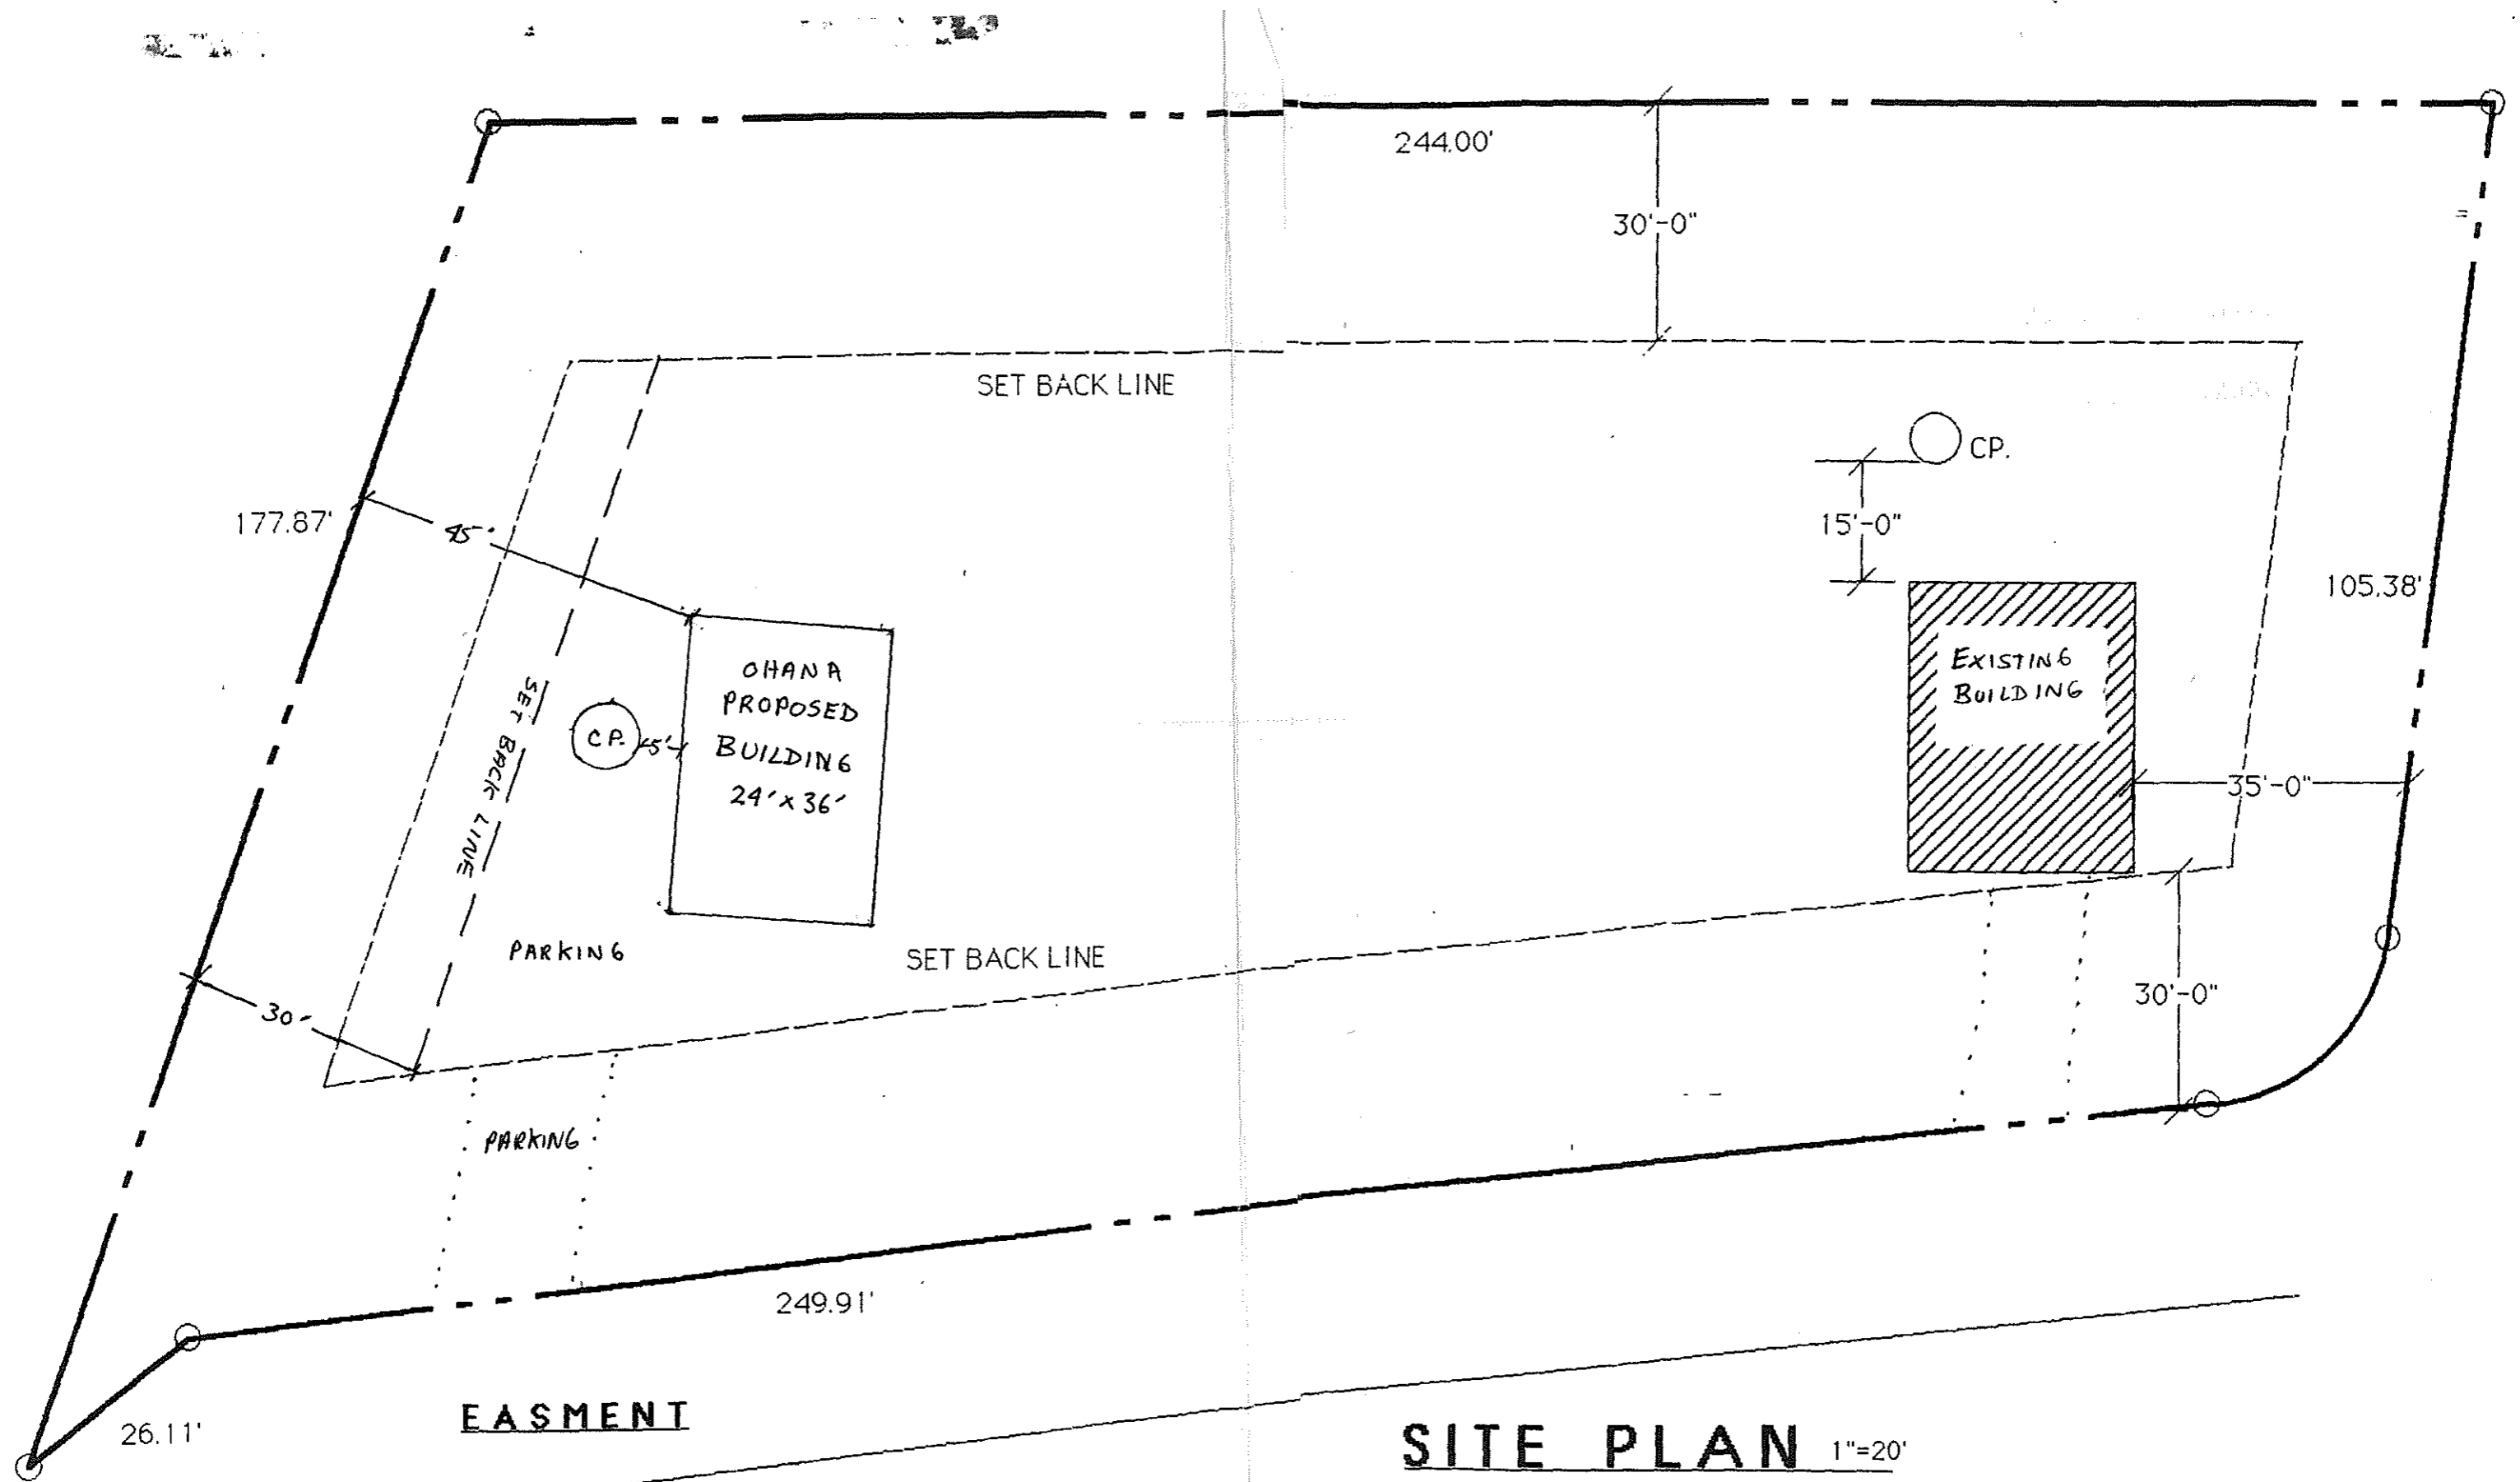 244.00'
30'-0"
SET BACK LINE
CP.
15'-0"
177.87'
45'
105.38'
OHANA
PROPOSED
BUILDING
24'x36'
EXISTING
BUILDING
SET BACK LINE
C P.
5'
35'-0"
PARKING
SET BACK LINE
30'
30'-0"
PARKING
249.91'
26.11'
EASMENT
SITE PLAN 1"=20'